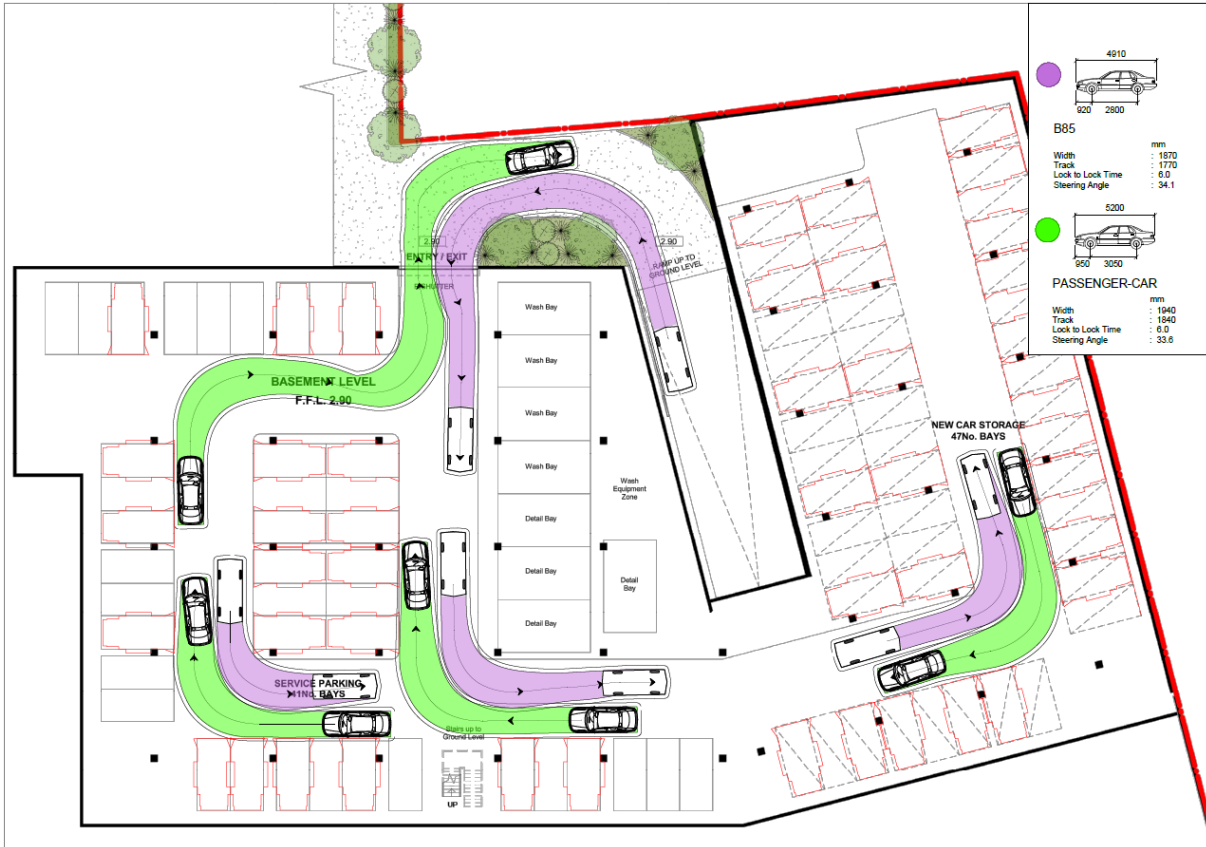 4910
920 2800
B85
mm
Width : 1870
Track : 1770
Lock to Lock Time : 6.0
Steering Angle : 34.1
5200
950 3050
PASSENGER-CAR
mm
Width : 1940
Track : 1840
Lock to Lock Time : 6.0
Steering Angle : 33.6
2.90
ENTRY / EXIT
R/SHUTTER
2.90
RAMP UP TO
GROUND LEVEL
Wash Bay
Wash Bay
Wash Bay
Wash Bay
Detail Bay
Detail Bay
Detail Bay
Wash
Equipment
Zone
Detail
Bay
BASEMENT LEVEL
F.F.L. 2.90
NEW CAR STORAGE
47No. BAYS
SERVICE PARKING
41No. BAYS
Stairs up to
Ground Level
UP